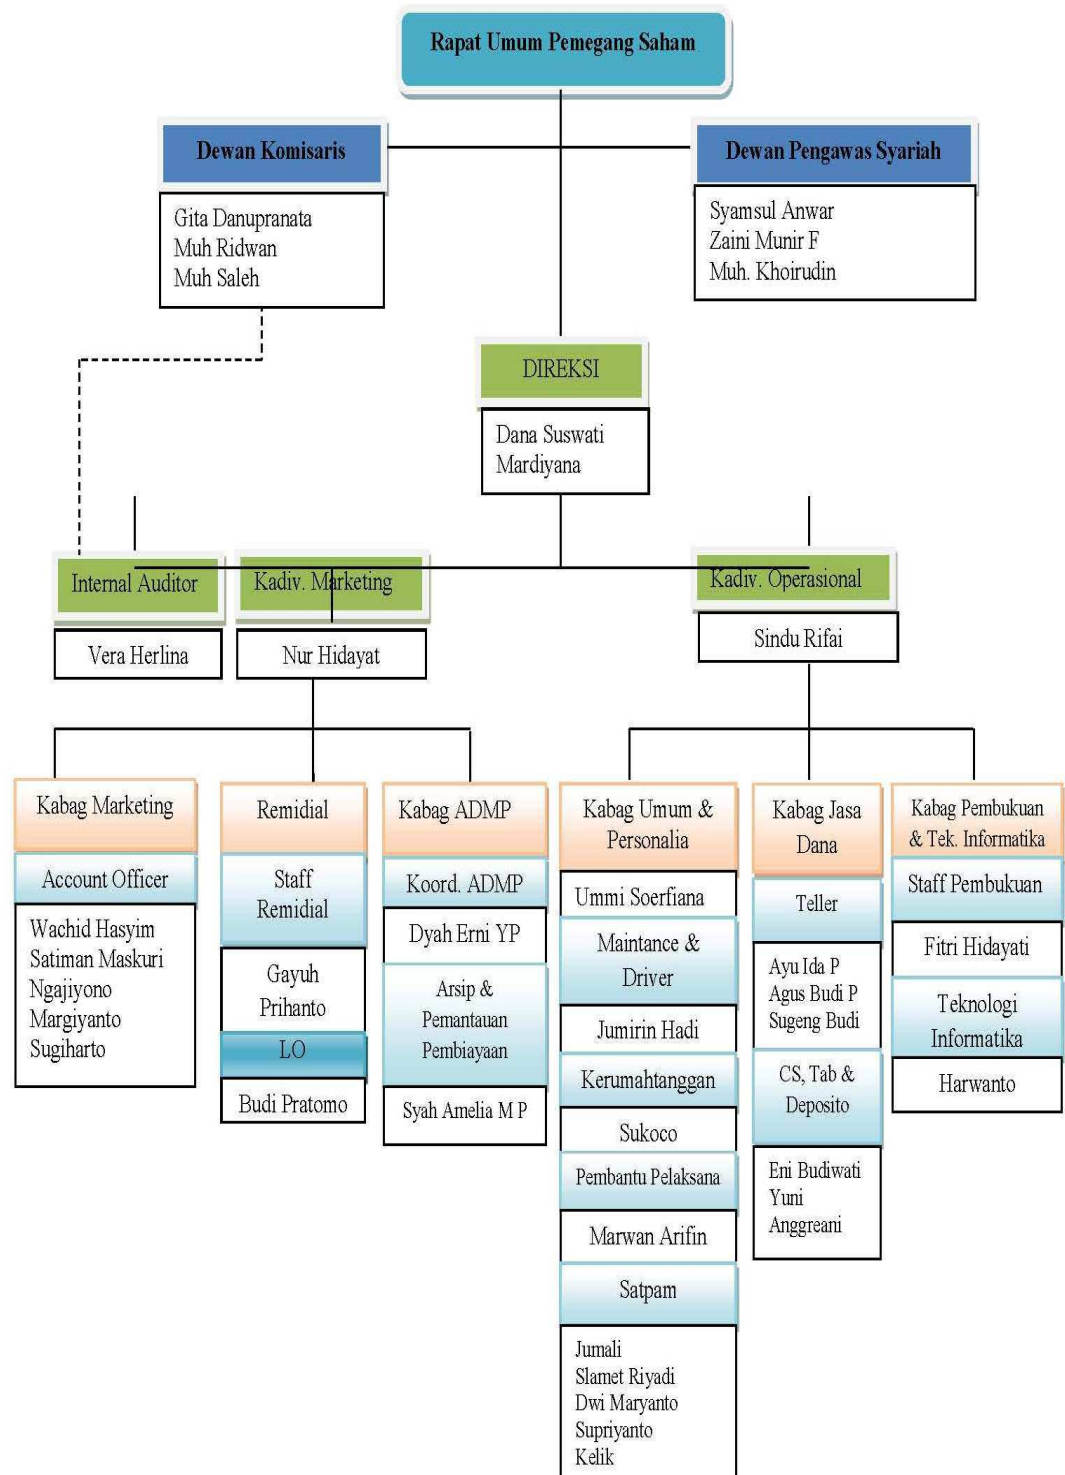 Rapat Umum Pemegang Saham
Dewan Komisaris
Gita Danupranata
Muh Ridwan
Muh Saleh
Dewan Pengawas Syariah
Syamsul Anwar
Zaini Munir F
Muh. Khoirudin
DIREKSI
Dana Suswati
Mardiyana
Internal Auditor
Vera Herlina
Kadiv. Marketing
Nur Hidayat
Kadiv. Operasional
Sindu Rifai
Kabag Marketing
Account Officer
Wachid Hasyim
Satiman Maskuri
Ngajiyono
Margiyanto
Sugiharto
Remidial
Staff
Remidial
Gayuh
Prihanto
LO
Budi Pratomo
Kabag ADMP
Koord. ADMP
Dyah Erni YP
Arsip &
Pemantauan
Pembiayaan
Syah Amelia M P
Kabag Umum &
Personalia
Ummi Soerfiana
Maintance &
Driver
Jumirin Hadi
Kerumahtanggan
Sukoco
Pembantu Pelaksana
Marwan Arifin
Satpam
Jumali
Slamet Riyadi
Dwi Maryanto
Supriyanto
Kelik
Kabag Jasa
Dana
Teller
Ayu Ida P
Agus Budi P
Sugeng Budi
CS, Tab &
Deposito
Eni Budiwati
Yuni
Anggreani
Kabag Pembukuan
& Tek. Informatika
Staff Pembukuan
Fitri Hidayati
Teknologi
Informatika
Harwanto